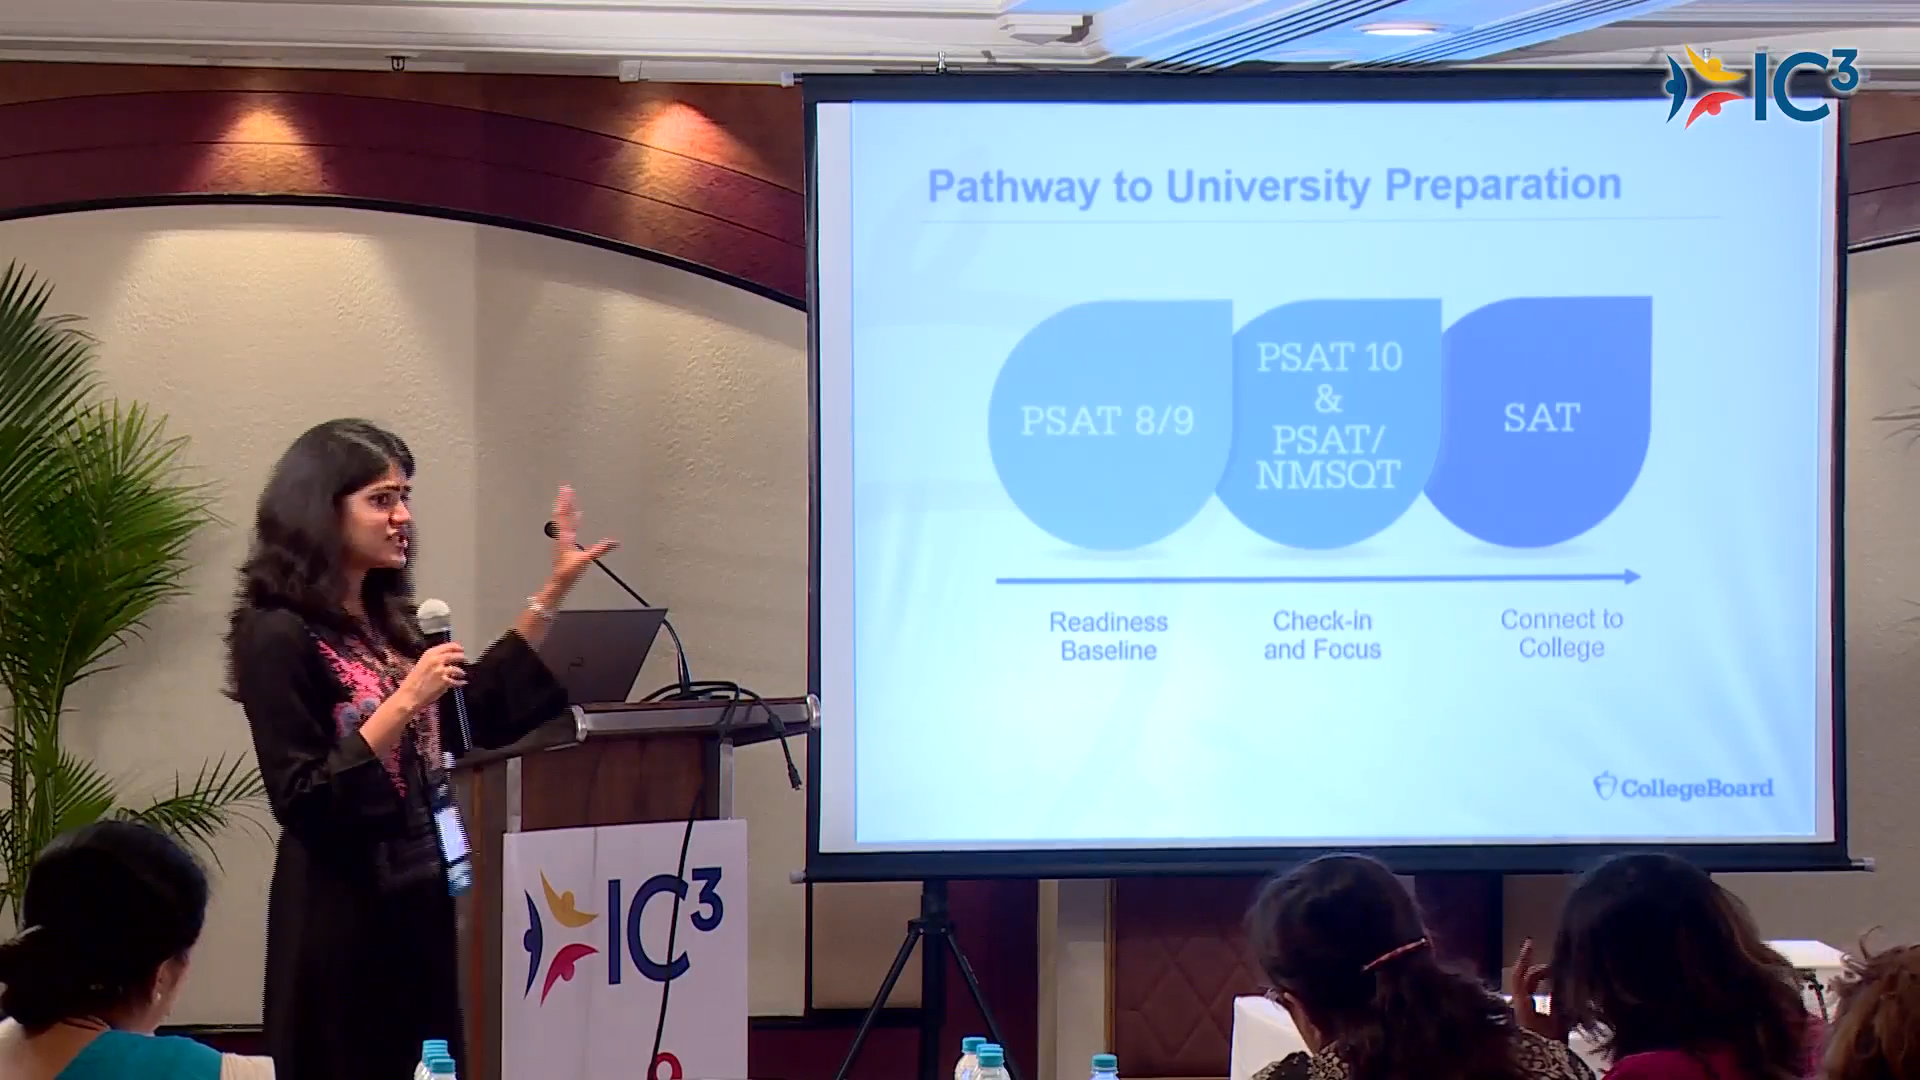 IC3
Pathway to University Preparation
PSAT 8/9
PSAT 10
&
PSAT/
NMSQT
SAT
Readiness
Baseline
Check-in
and Focus
Connect to
College
CollegeBoard
IC3